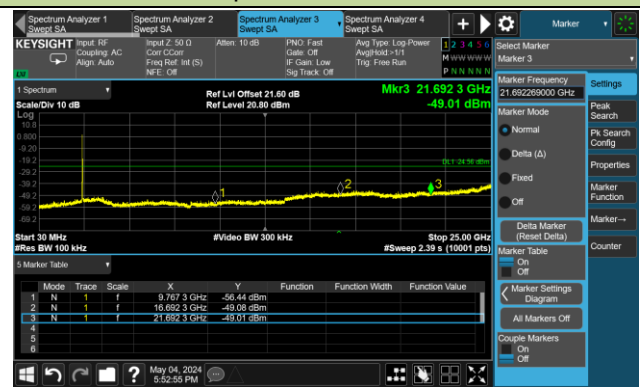 Spectrum Analyzer 1
Swept SA
Spectrum Analyzer 2
Swept SA
Spectrum Analyzer 3
Swept SA
Spectrum Analyzer 4
Swept SA
Marker
KEYSIGHT
Input: RF
Coupling: AC
Align: Auto
Input Z: 50 Ω
Corr CCorr
Freq Ref: Int (S)
NFE: Off
Atten: 10 dB
PNO: Fast
Gate: Off
IF Gain: Low
Sig Track: Off
Avg Type: Log-Power
Avg|Hold:>1/1
Trig: Free Run
1 2 3 4 5 6
M W W W W W
P N N N N N
LXI
Select Marker
Marker 3
1 Spectrum
Scale/Div 10 dB
Log
Ref Lvl Offset 21.60 dB
Ref Level 20.80 dBm
Mkr3 21.692 3 GHz
-49.01 dBm
10.8
0.800
-9.20
-19.2
-29.2
-39.2
-49.2
-59.2
-69.2
DL1 -24.56 dBm
1
2
3
Start 30 MHz
#Res BW 100 kHz
#Video BW 300 kHz
Stop 25.00 GHz
#Sweep 2.39 s (10001 pts)
5 Marker Table
Mode Trace Scale X Y Function Function Width Function Value
1 N 1 f 9.767 3 GHz -56.44 dBm
2 N 1 f 16.692 3 GHz -49.08 dBm
3 N 1 f 21.692 3 GHz -49.01 dBm
4
5
6
Marker Frequency
21.692269000 GHz
Marker Mode
Normal
Delta (Δ)
Fixed
Off
Delta Marker
(Reset Delta)
Marker Table
On
Off
Marker Settings
Diagram
All Markers Off
Couple Markers
On
Off
Settings
Peak
Search
Pk Search
Config
Properties
Marker
Function
Marker→
Counter
May 04, 2024
5:52:55 PM